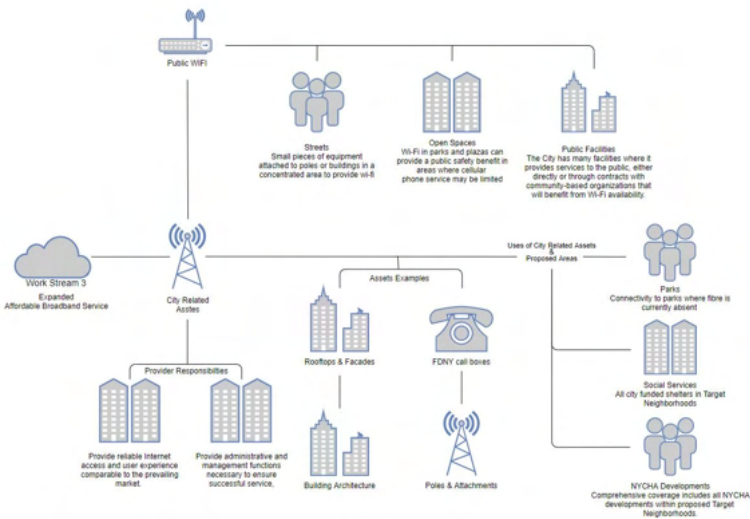 Public WIFI
Streets
Small pieces of equipment
attached to poles or buildings in a
concentrated area to provide wi-fi
Open Spaces
Wi-Fi in parks and plazas can
provide a public safety benefit in
areas where cellular
phone service may be limited
Public Facilities
The City has many facilities where it
provides services to the public, either
directly or through contracts with
community-based organizations that
will benefit from Wi-Fi availability.
Work Stream 3
Expanded
Affordable Broadband Service
City Related
Asstes
Assets Examples
Uses of City Related Assets
&
Proposed Areas
Parks
Connectivity to parks where fibre is
currently absent
Rooftops & Facades
FDNY call boxes
Provider Responsibilties
Social Services
All city funded shelters in Target
Neighborhoods
Provide reliable Internet
access and user experience
comparable to the prevailing
market.
Provide administrative and
management functions
necessary to ensure
successful service,
Building Architecture
Poles & Attachments
NYCHA Developments
Comprehensive coverage includes all NYCHA
developments within proposed Target
Neighborhoods.